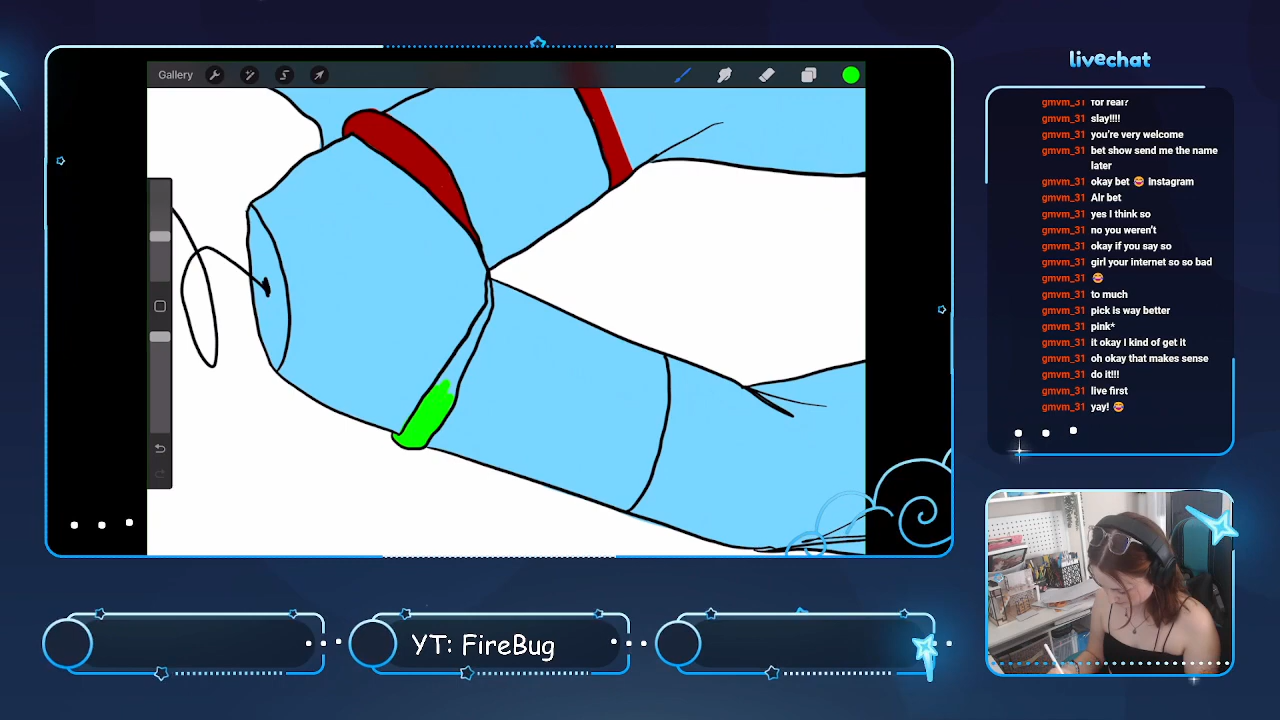 livechat
Gallery
gmvm_31 for real?
gmvm_31 slay!!!!
gmvm_31 you're very welcome
gmvm_31 bet show send me the name
later
gmvm_31 okay bet 😂 Instagram
gmvm_31 Alr bet
gmvm_31 yes I think so
gmvm_31 no you weren't
gmvm_31 okay if you say so
gmvm_31 girl your internet so so bad
gmvm_31 😂
gmvm_31 to much
gmvm_31 pick is way better
gmvm_31 pink*
gmvm_31 it okay I kind of get it
gmvm_31 oh okay that makes sense
gmvm_31 do it!!!
gmvm_31 live first
gmvm_31 yay! 😂
YT: FireBug